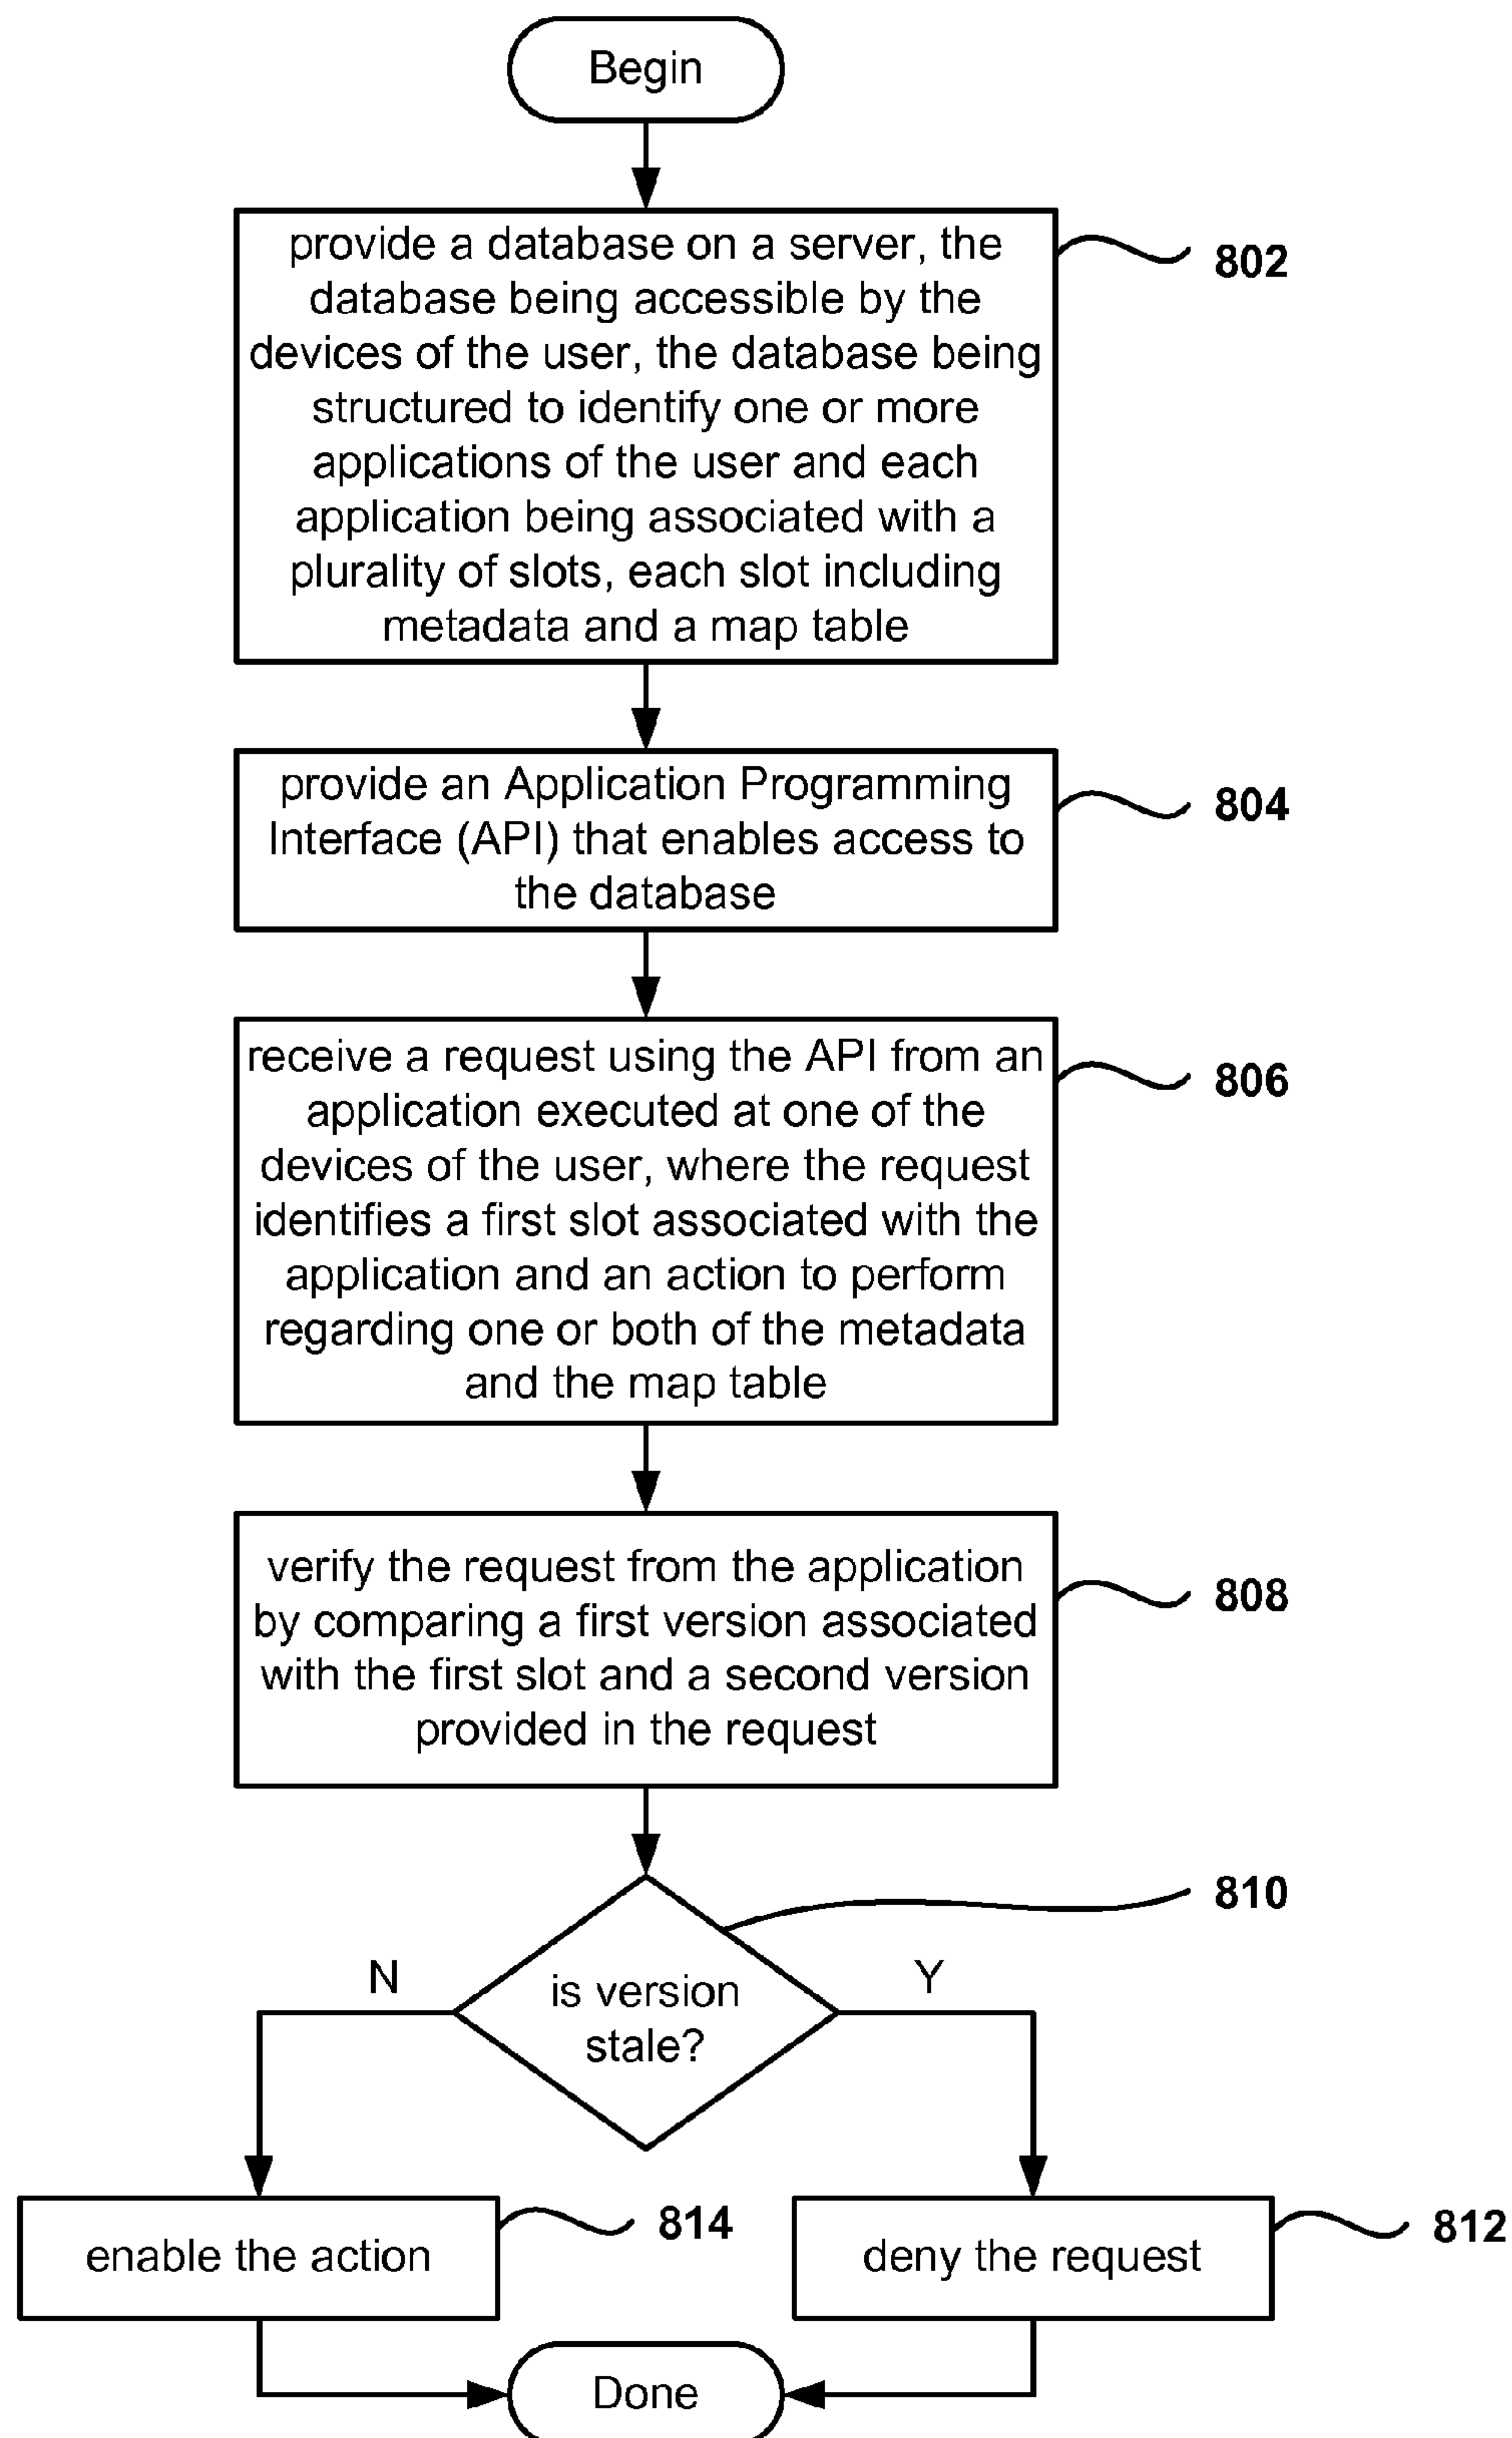 Begin
provide a database on a server, the
database being accessible by the
devices of the user, the database being
structured to identify one or more
applications of the user and each
application being associated with a
plurality of slots, each slot including
metadata and a map table
802
provide an Application Programming
Interface (API) that enables access to
the database
804
receive a request using the API from an
application executed at one of the
devices of the user, where the request
identifies a first slot associated with the
application and an action to perform
regarding one or both of the metadata
and the map table
806
verify the request from the application
by comparing a first version associated
with the first slot and a second version
provided in the request
808
810
is version
stale?
N
Y
enable the action
814
deny the request
812
Done